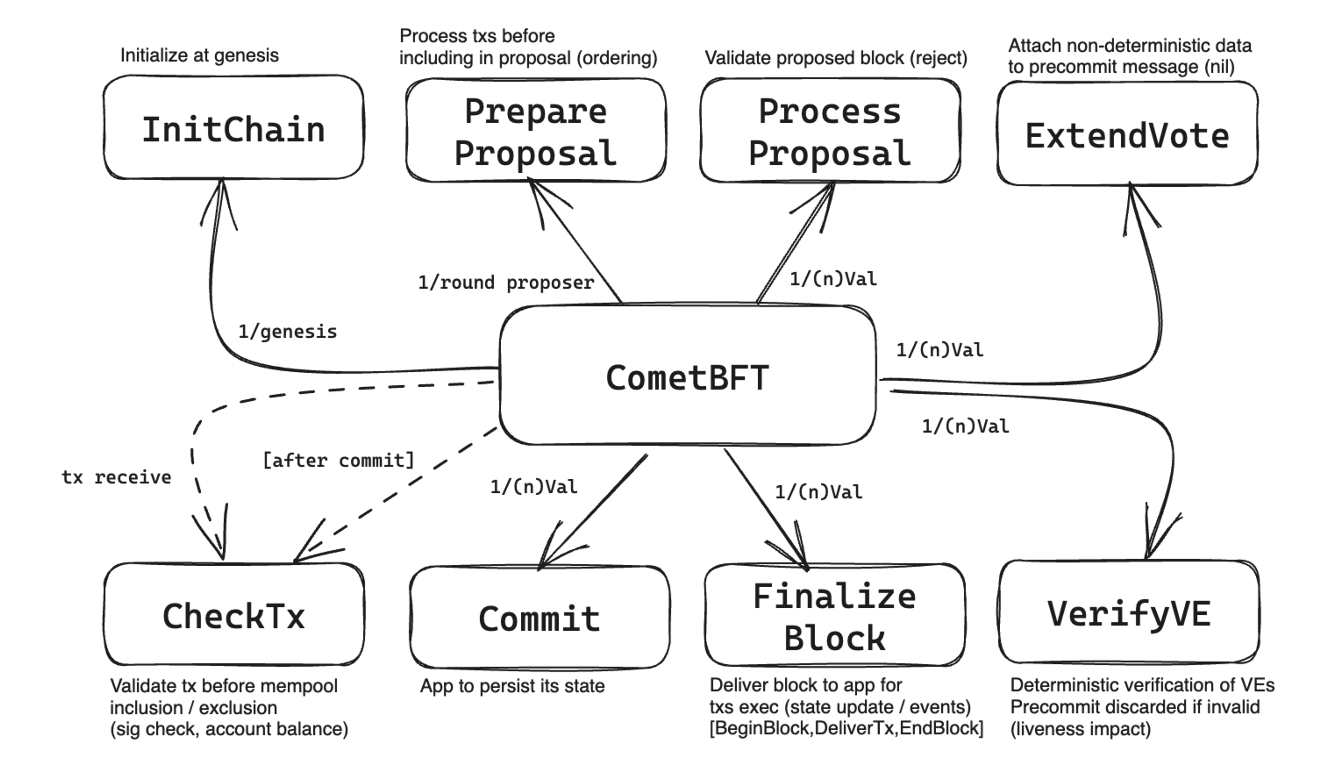 Initialize at genesis
InitChain
Process txs before
including in proposal (ordering)
Prepare
Proposal
Validate proposed block (reject)
Process
Proposal
Attach non-deterministic data
to precommit message (nil)
ExtendVote
1/round proposer
1/(n)Val
1/genesis
1/(n)Val
CometBFT
1/(n)Val
tx receive
[after commit]
1/(n)Val
1/(n)Val
CheckTx
Validate tx before mempool
inclusion / exclusion
(sig check, account balance)
Commit
App to persist its state
Finalize
Block
Deliver block to app for
txs exec (state update / events)
[BeginBlock,DeliverTx,EndBlock]
VerifyVE
Deterministic verification of VEs
Precommit discarded if invalid
(liveness impact)